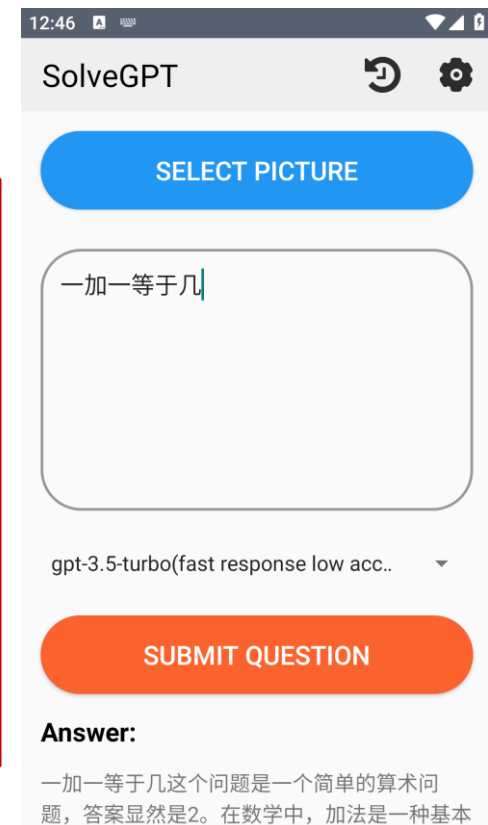 12:46 A
SolveGPT
SELECT PICTURE
一加一等于几
gpt-3.5-turbo(fast response low acc..
SUBMIT QUESTION
Answer:
一加一等于几这个问题是一个简单的算术问
题，答案显然是2。在数学中，加法是一种基本